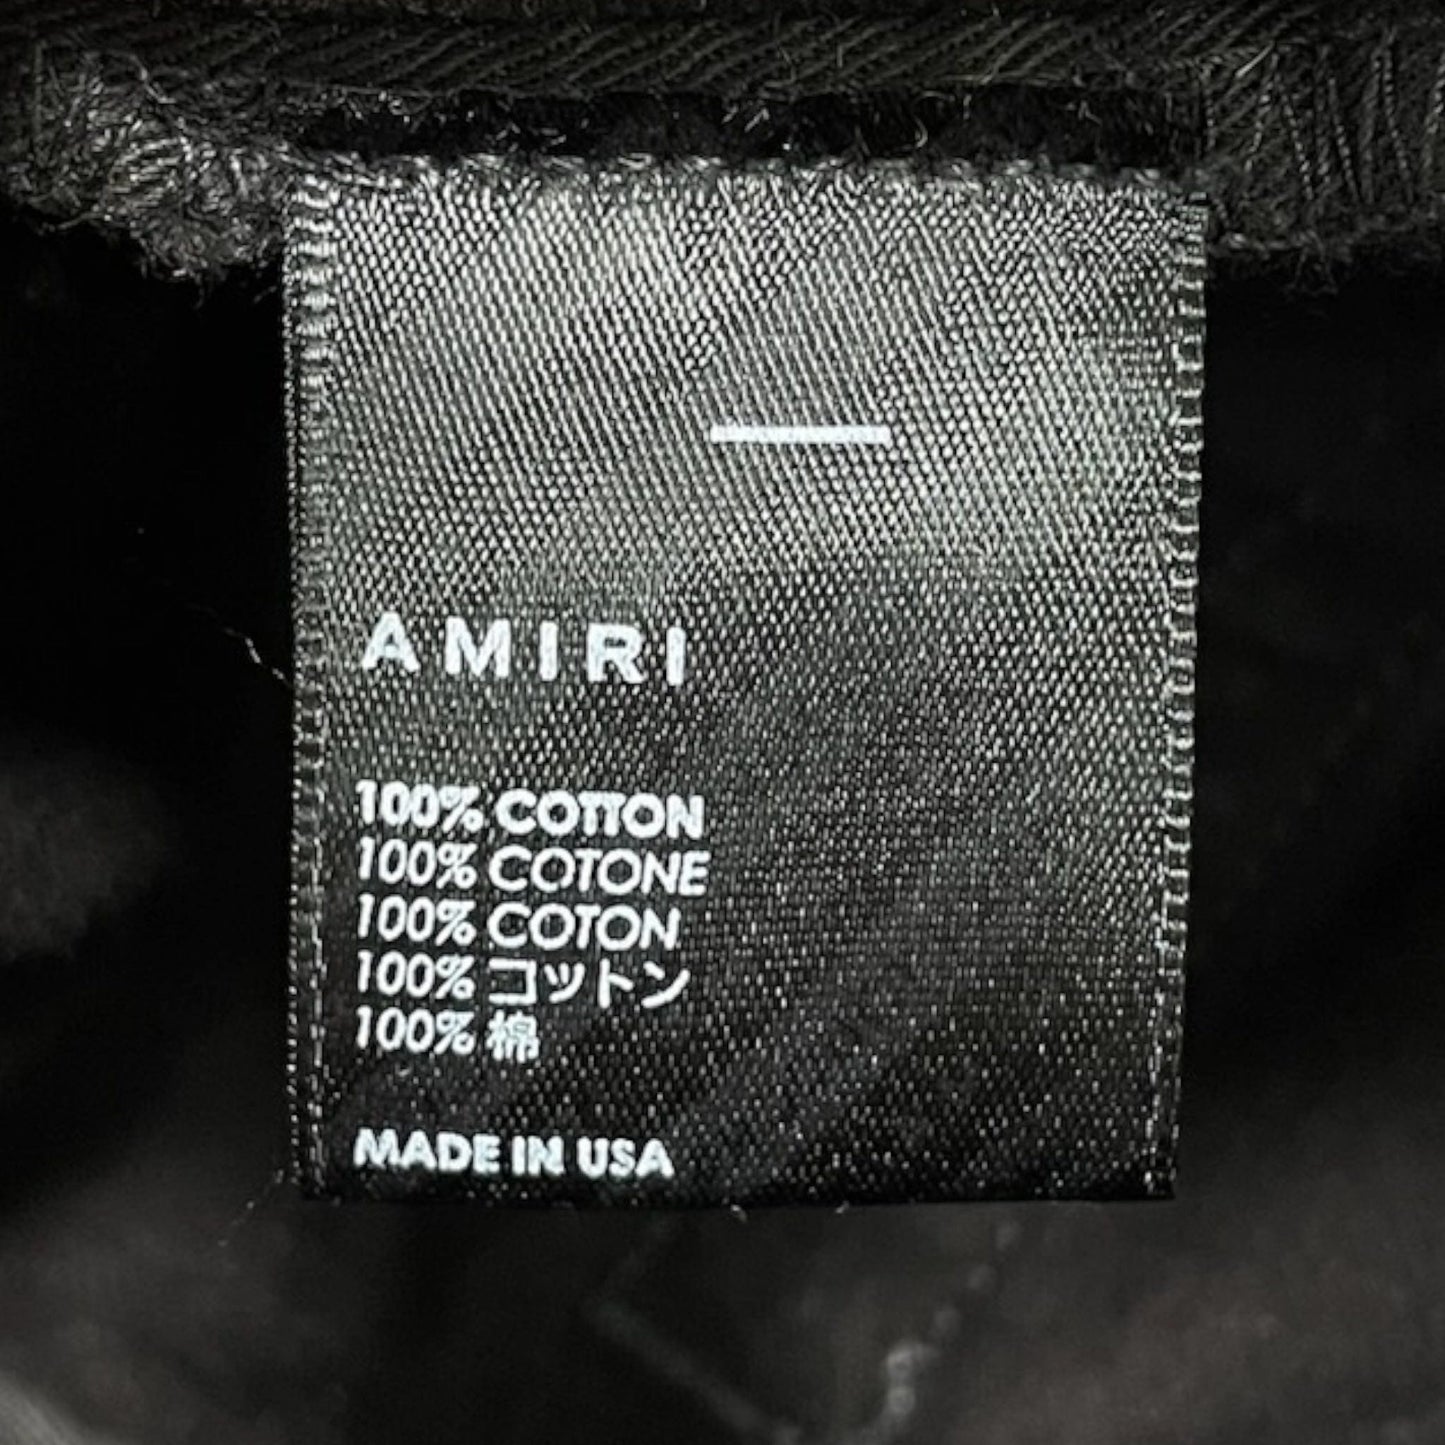 —
AMIRI
100% COTTON
100% COTONE
100% COTON
100% コットン
100% 棉
MADE IN USA